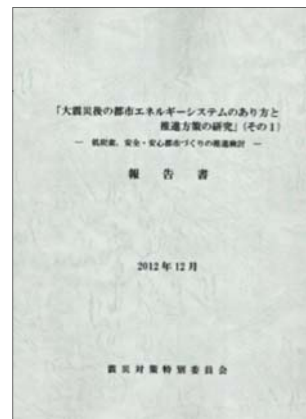 「大震災後の都市エネルギーシステムのあり方と
推進方策の研究」(その1)
― 低炭素、安全・安心都市づくりの推進検討 ―
報告書
2012年12月
震災対策特別委員会